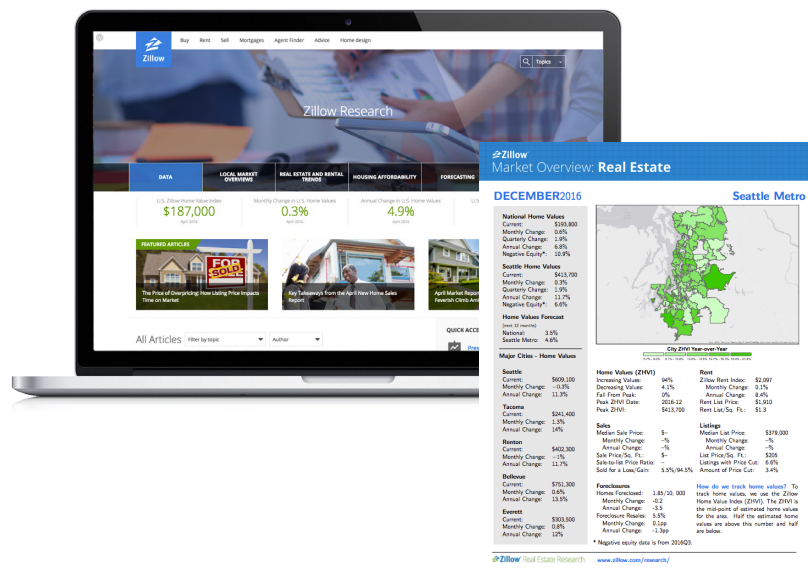 Zillow
Buy Rent Sell Mortgages Agent Finder Advice Home design
Topics
Zillow Research
DATA
LOCAL MARKET OVERVIEWS
REAL ESTATE AND RENTAL TRENDS
HOUSING AFFORDABILITY
FORECASTING
U.S. Zillow Home Value Index
$187,000
April 2016
Monthly Change in U.S. Home Values
0.3%
April 2016
Annual Change in U.S. Home Values
4.9%
April 2016
U.S
FEATURED ARTICLES
FOR
SOLD
The Price of Overpricing: How Listing Price Impacts
Time on Market
Key Takeaways from the April New Home Sales
Report
April Market Repor
Feverish Climb Ami
All Articles
Filter by topic
Author
QUICK ACCE
Pres
Zillow
Market Overview: Real Estate
DECEMBER2016
Seattle Metro
National Home Values
Current: $193,800
Monthly Change: 0.6%
Quarterly Change: 1.9%
Annual Change: 6.8%
Negative Equity*: 10.9%
Seattle Home Values
Current: $413,700
Monthly Change: 0.3%
Quarterly Change: 1.9%
Annual Change: 11.7%
Negative Equity*: 6.6%
Home Values Forecast
(next 12 months)
National: 3.5%
Seattle Metro: 4.6%
Major Cities - Home Values
Seattle
Current: $609,100
Monthly Change: −0.3%
Annual Change: 11.3%
Tacoma
Current: $241,400
Monthly Change: 1.3%
Annual Change: 14%
Renton
Current: $402,300
Monthly Change: −1%
Annual Change: 11.7%
Bellevue
Current: $751,300
Monthly Change: 0.6%
Annual Change: 13.5%
Everett
Current: $303,500
Monthly Change: 0.8%
Annual Change: 12%
City ZHVI Year-over-Year
Home Values (ZHVI)
Increasing Values: 94%
Decreasing Values: 4.1%
Fall From Peak: 0%
Peak ZHVI Date: 2016-12
Peak ZHVI: $413,700
Rent
Zillow Rent Index: $2,097
Monthly Change: 0.1%
Annual Change: 8.4%
Rent List Price: $1,910
Rent List/Sq. Ft.: $1.3
Sales
Median Sale Price: $–
Monthly Change: –%
Annual Change: –%
Sale Price/Sq. Ft.: $–
Sale-to-list Price Ratio: –
Sold for a Loss/Gain: 5.5%/94.5%
Listings
Median List Price: $379,000
Monthly Change: –%
Annual Change: –%
List Price/Sq. Ft.: $205
Listings with Price Cut: 6.6%
Amount of Price Cut: 3.4%
Foreclosures
Homes Foreclosed: 1.85/10, 000
Monthly Change: -0.2
Annual Change: -3.5
Foreclosure Resales: 5.5%
Monthly Change: 0.1pp
Annual Change: -1.3pp
How do we track home values? To
track home values, we use the Zillow
Home Value Index (ZHVI). The ZHVI is
the mid-point of estimated home values
for the area. Half the estimated home
values are above this number and half
are below.
* Negative equity data is from 2016Q3.
Zillow Real Estate Research www.zillow.com/research/